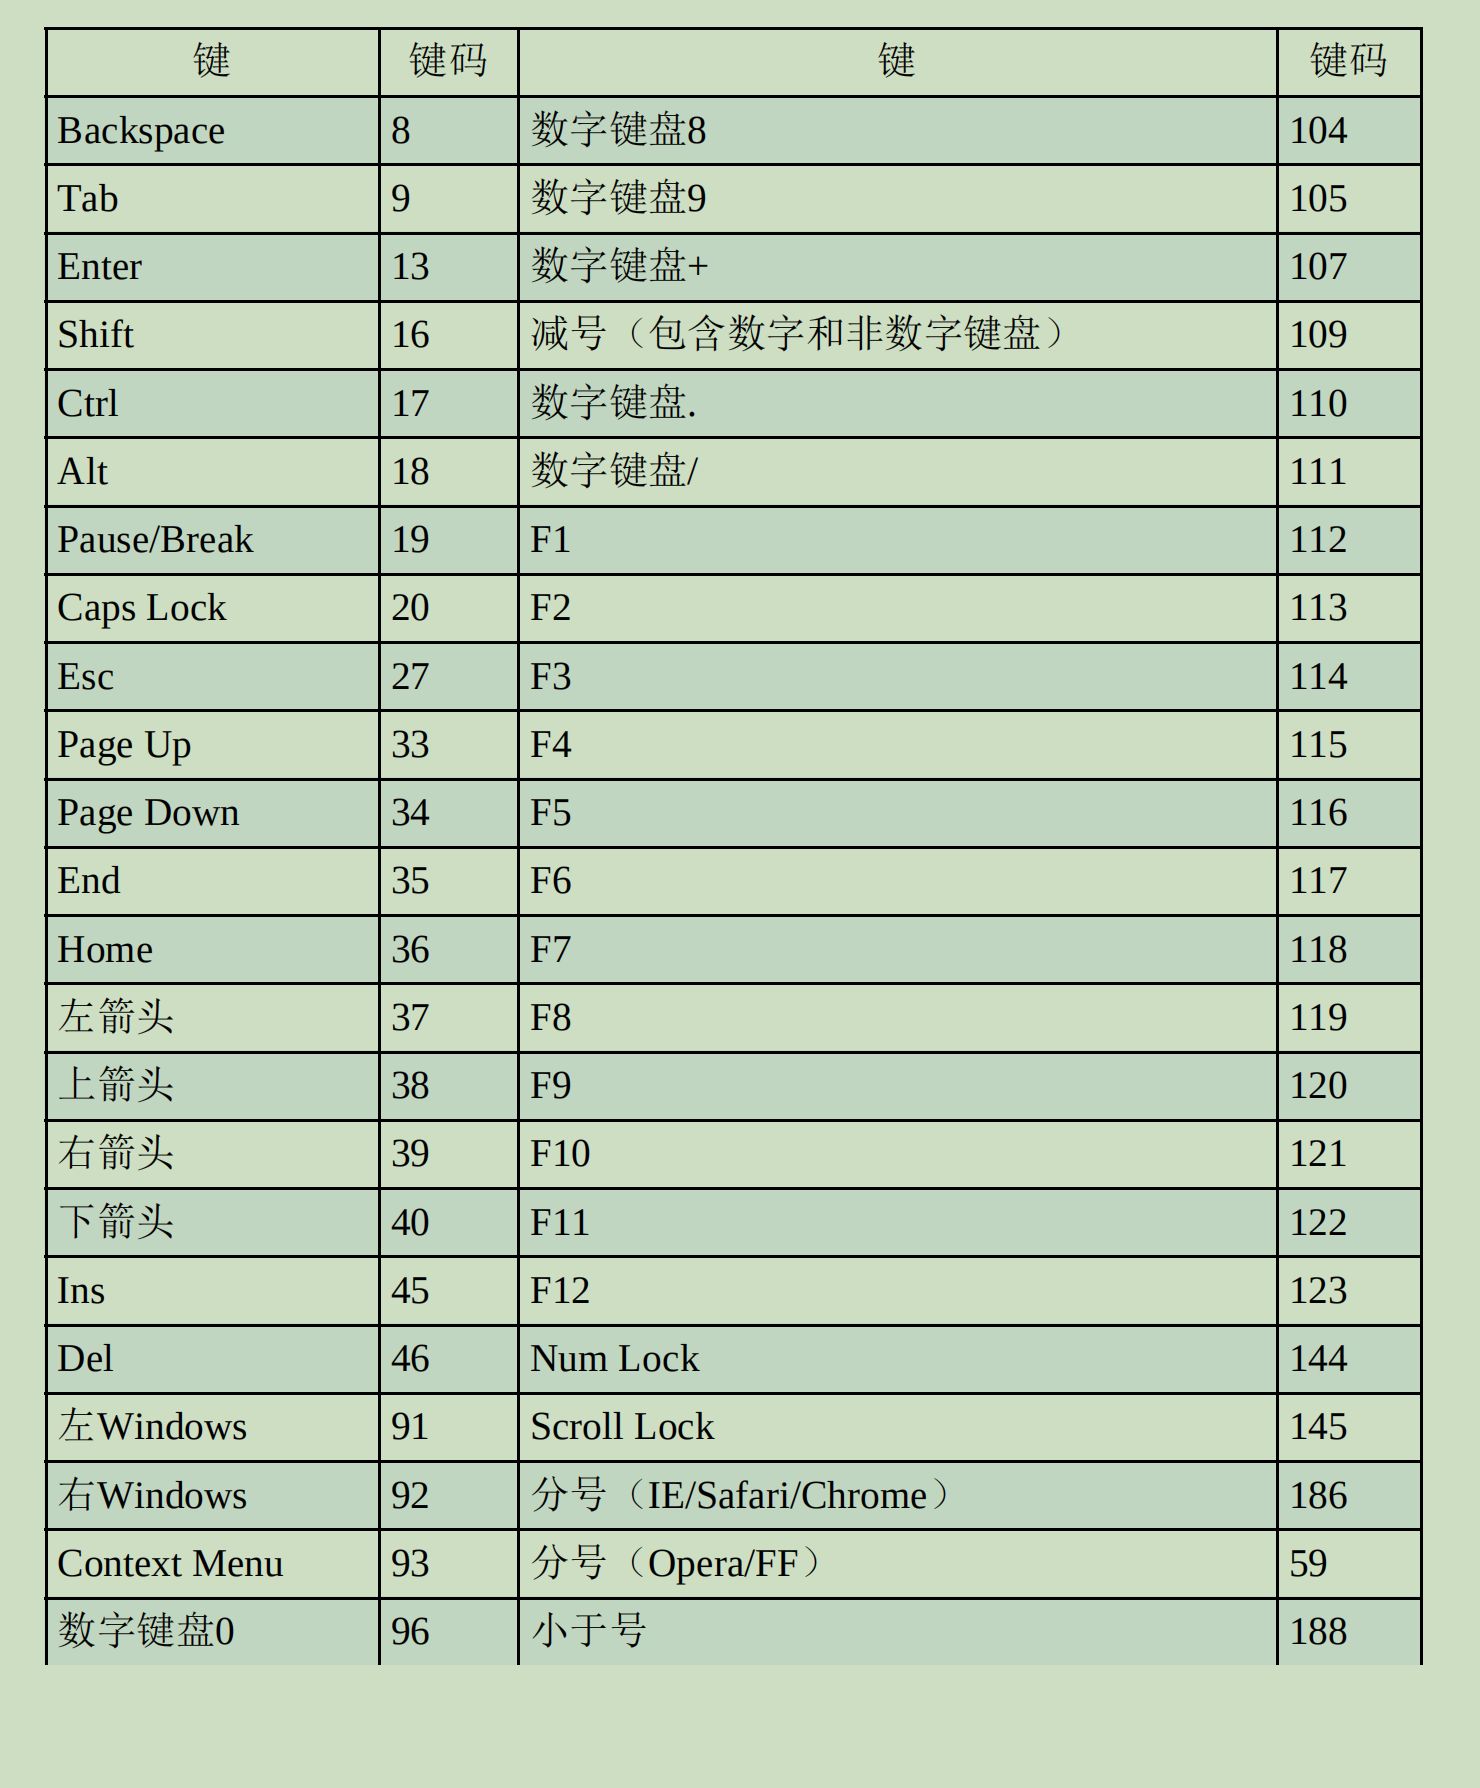 键 键码 键 键码
Backspace 8 数字键盘8 104
Tab 9 数字键盘9 105
Enter 13 数字键盘+ 107
Shift 16 减号（包含数字和非数字键盘） 109
Ctrl 17 数字键盘. 110
Alt 18 数字键盘/ 111
Pause/Break 19 F1 112
Caps Lock 20 F2 113
Esc 27 F3 114
Page Up 33 F4 115
Page Down 34 F5 116
End 35 F6 117
Home 36 F7 118
左箭头 37 F8 119
上箭头 38 F9 120
右箭头 39 F10 121
下箭头 40 F11 122
Ins 45 F12 123
Del 46 Num Lock 144
左Windows 91 Scroll Lock 145
右Windows 92 分号（IE/Safari/Chrome） 186
Context Menu 93 分号（Opera/FF） 59
数字键盘0 96 小于号 188